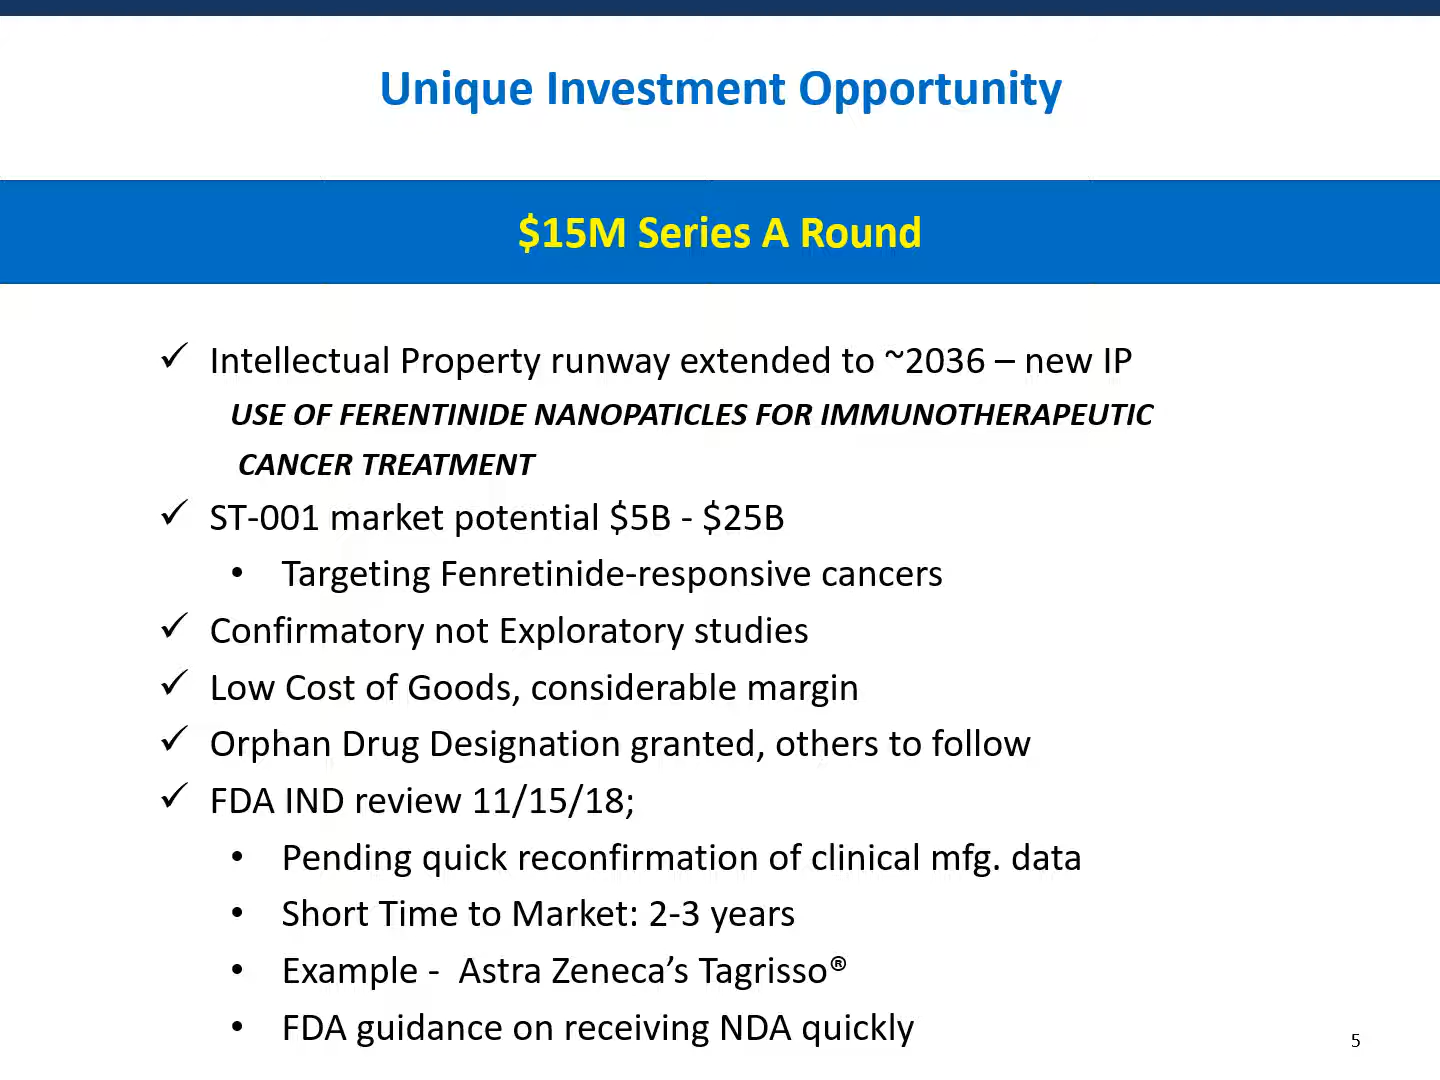 Unique Investment Opportunity
$15M Series A Round
✓ Intellectual Property runway extended to ~2036 – new IP
USE OF FERENTINIDE NANOPATICLES FOR IMMUNOTHERAPEUTIC
CANCER TREATMENT
✓ ST-001 market potential $5B - $25B
• Targeting Fenretinide-responsive cancers
✓ Confirmatory not Exploratory studies
✓ Low Cost of Goods, considerable margin
✓ Orphan Drug Designation granted, others to follow
✓ FDA IND review 11/15/18;
• Pending quick reconfirmation of clinical mfg. data
• Short Time to Market: 2-3 years
• Example - Astra Zeneca’s Tagrisso®
• FDA guidance on receiving NDA quickly
5